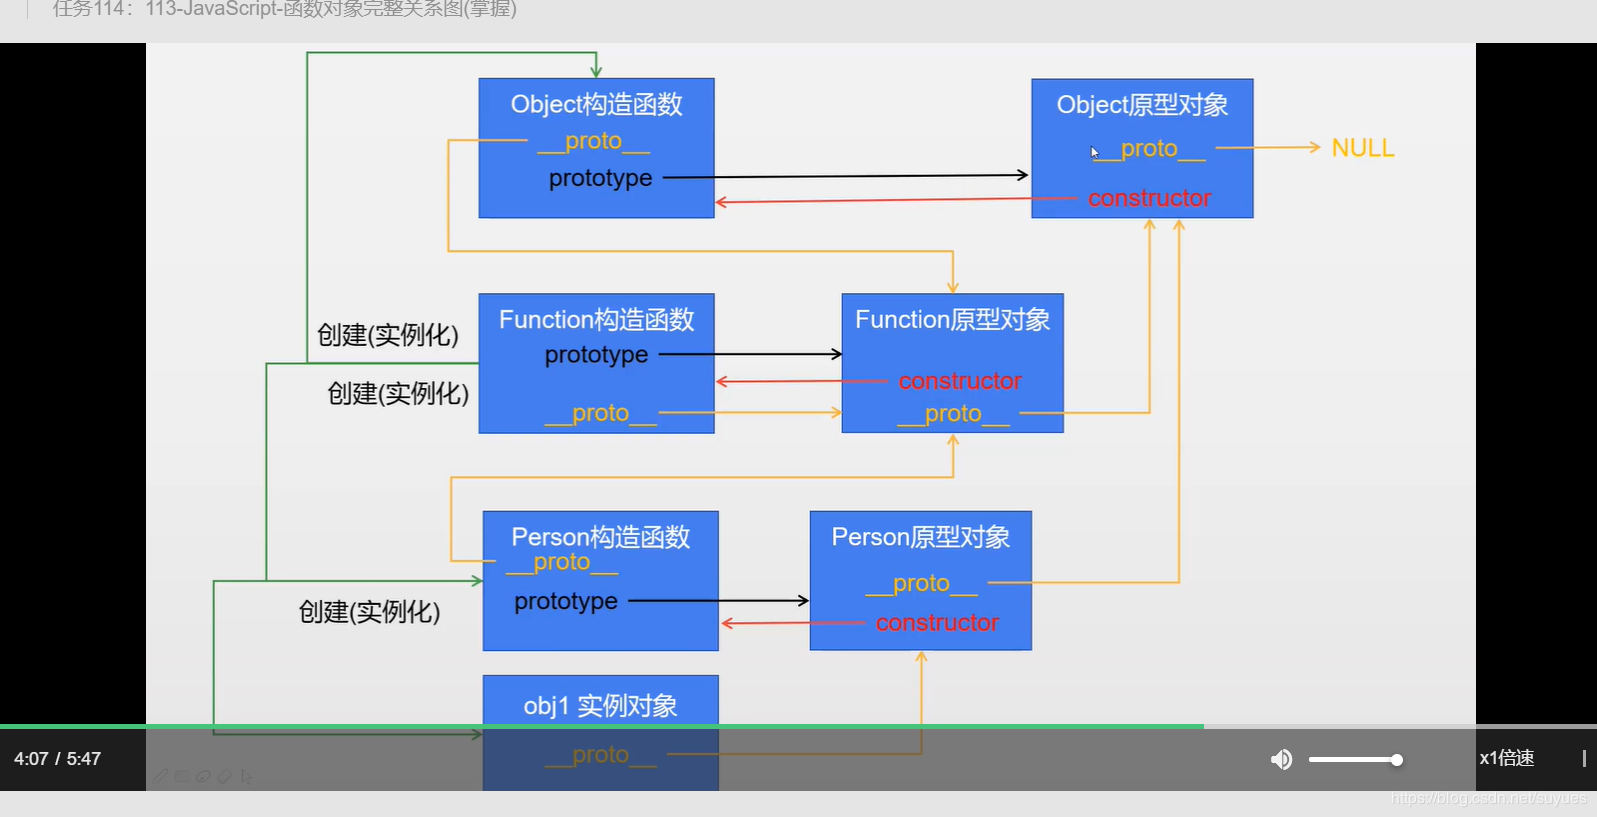 任务114：113-JavaScript-函数对象完整关系图(掌握)
Object构造函数
__proto__
prototype
Object原型对象
__proto__
NULL
constructor
创建(实例化)
创建(实例化)
Function构造函数
prototype
__proto__
Function原型对象
constructor
__proto__
Person构造函数
__proto__
prototype
Person原型对象
__proto__
constructor
创建(实例化)
obj1 实例对象
__proto__
4:07 / 5:47
x1倍速
https://blog.csdn.net/suyues